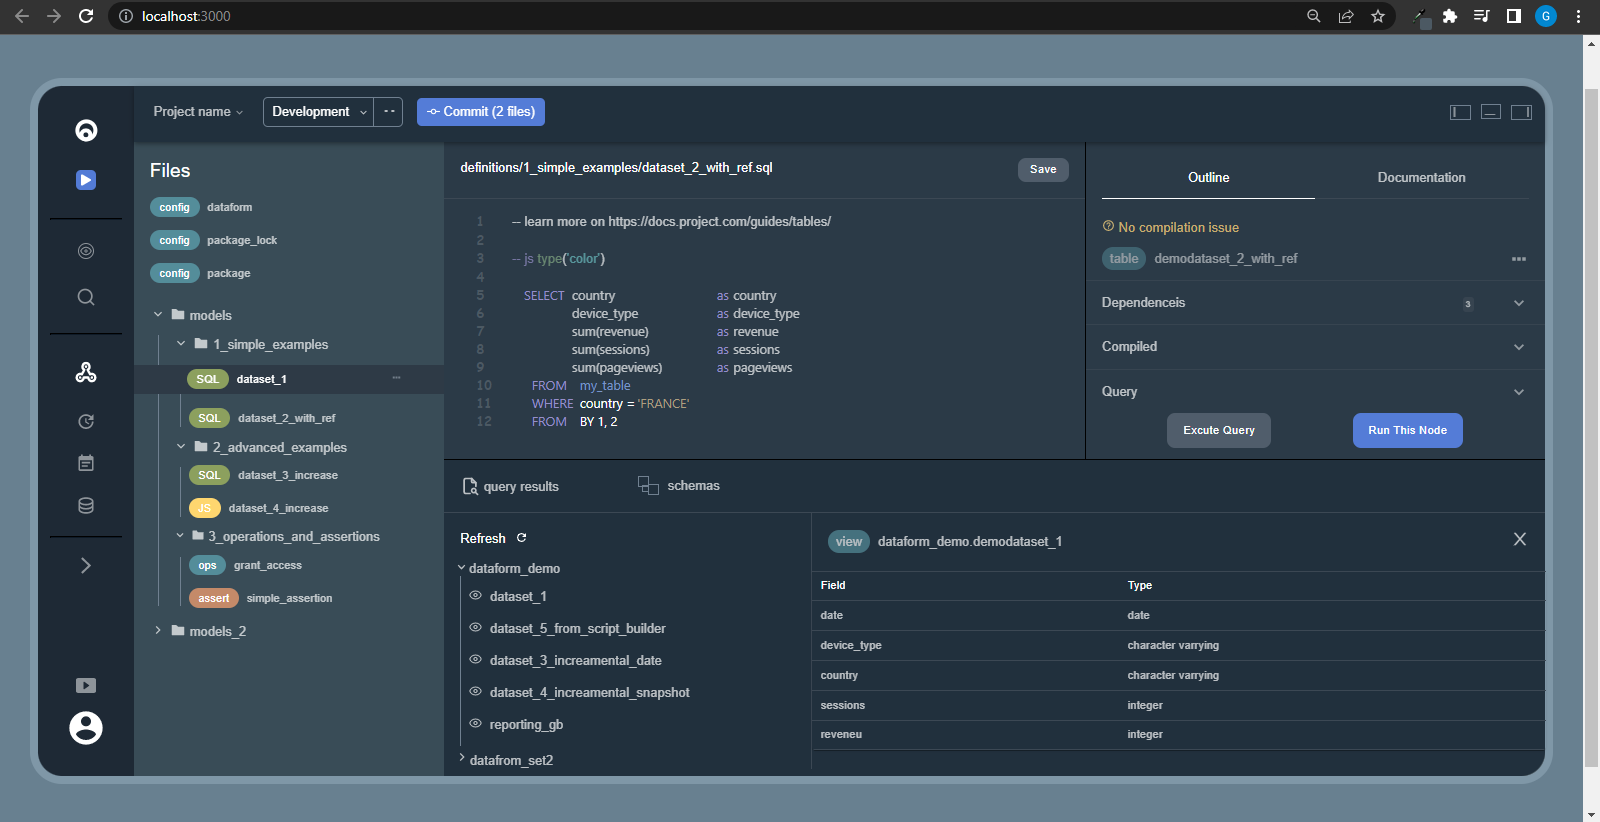 localhost:3000
G
Project name
Development
--
Commit (2 files)
Files
config dataform
config package_lock
config package
models
1_simple_examples
SQL dataset_1
SQL dataset_2_with_ref
2_advanced_examples
SQL dataset_3_increase
JS dataset_4_increase
3_operations_and_assertions
ops grant_access
assert simple_assertion
models_2
definitions/1_simple_examples/dataset_2_with_ref.sql
Save
1 -- learn more on https://docs.project.com/guides/tables/
2
3 -- js type('color')
4
5 SELECT country as country
6 device_type as device_type
7 sum(revenue) as revenue
8 sum(sessions) as sessions
9 sum(pageviews) as pageviews
10 FROM my_table
11 WHERE country = 'FRANCE'
12 FROM BY 1, 2
Outline Documentation
No compilation issue
table demodataset_2_with_ref
Dependenceis 3
Compiled
Query
Excute Query Run This Node
query results schemas
Refresh
dataform_demo
dataset_1
dataset_5_from_script_builder
dataset_3_increamental_date
dataset_4_increamental_snapshot
reporting_gb
datafrom_set2
view dataform_demo.demodataset_1
Field Type
date date
device_type character varrying
country character varrying
sessions integer
reveneu integer